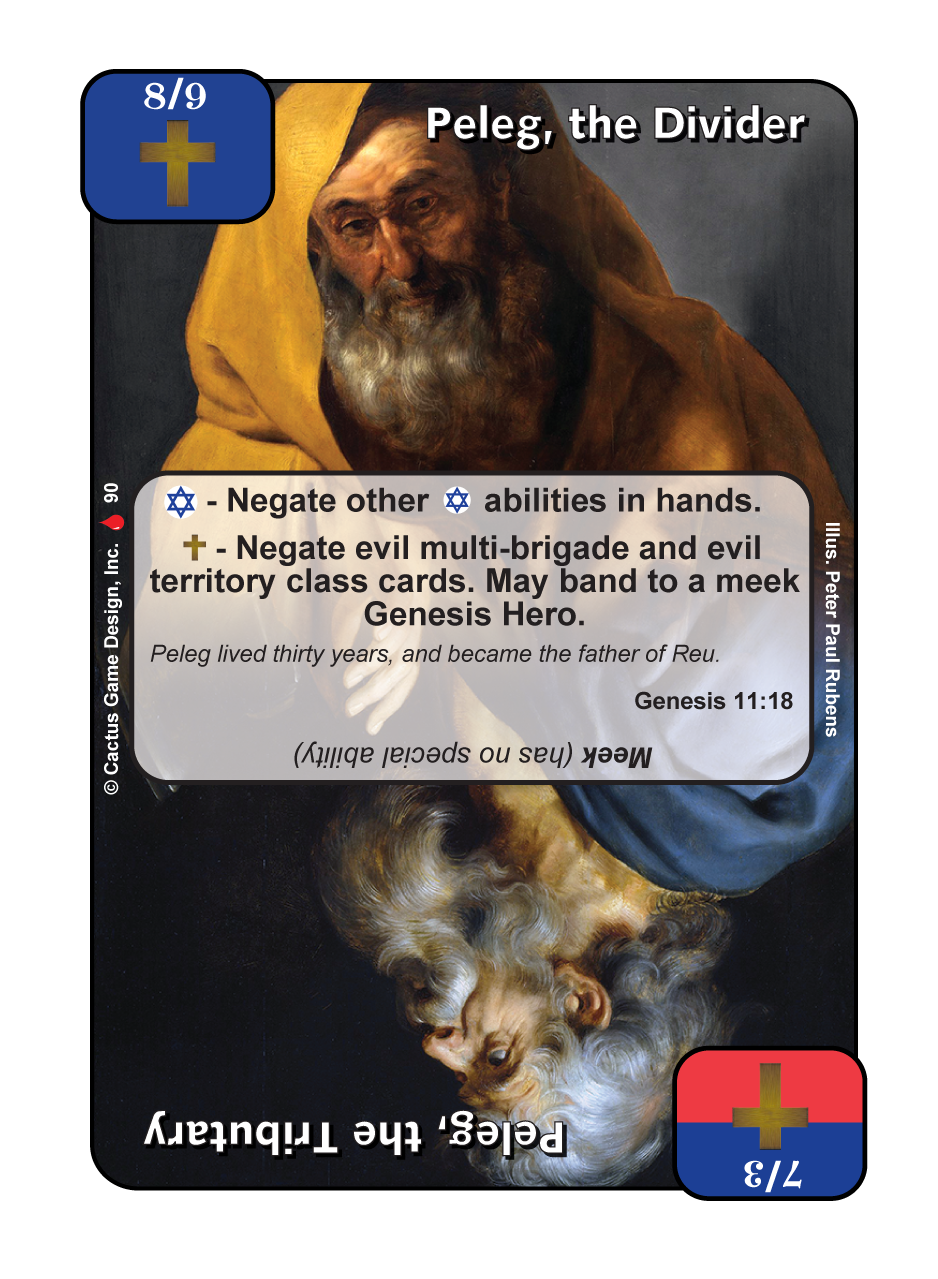 8/9
Peleg, the Divider
- Negate other abilities in hands.
- Negate evil multi-brigade and evil
territory class cards. May band to a meek
Genesis Hero.
Peleg lived thirty years, and became the father of Reu.
Genesis 11:18
Meek (has no special ability)
© Cactus Game Design, Inc. 90
Illus. Peter Paul Rubens
Peleg, the Tributary
7/3